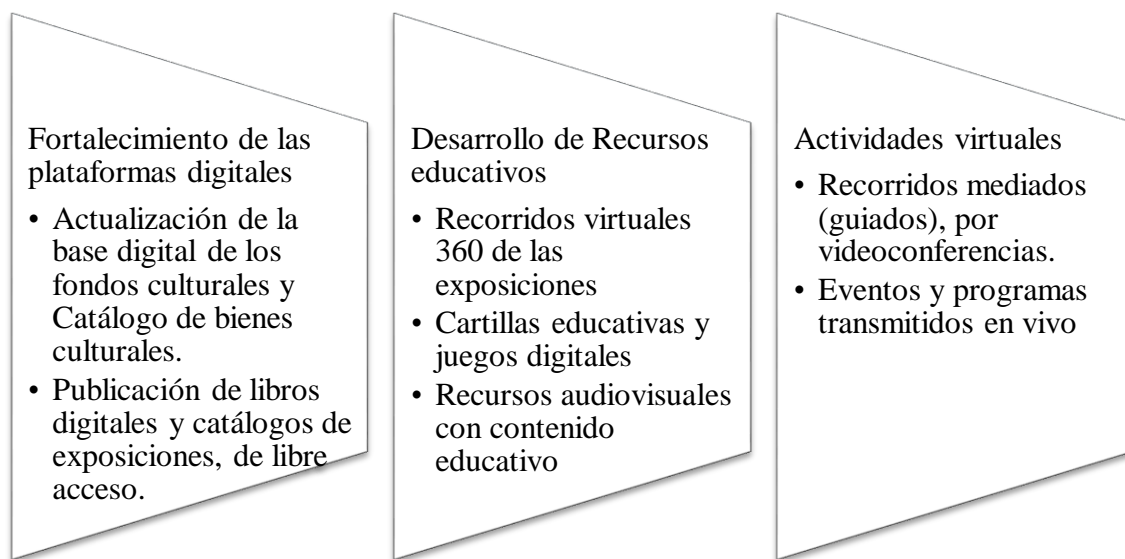 Fortalecimiento de las
plataformas digitales
• Actualización de la
base digital de los
fondos culturales y
Catálogo de bienes
culturales.
• Publicación de libros
digitales y catálogos de
exposiciones, de libre
acceso.
Desarrollo de Recursos
educativos
• Recorridos virtuales
360 de las
exposiciones
• Cartillas educativas y
juegos digitales
• Recursos audiovisuales
con contenido
educativo
Actividades virtuales
• Recorridos mediados
(guiados), por
videoconferencias.
• Eventos y programas
transmitidos en vivo